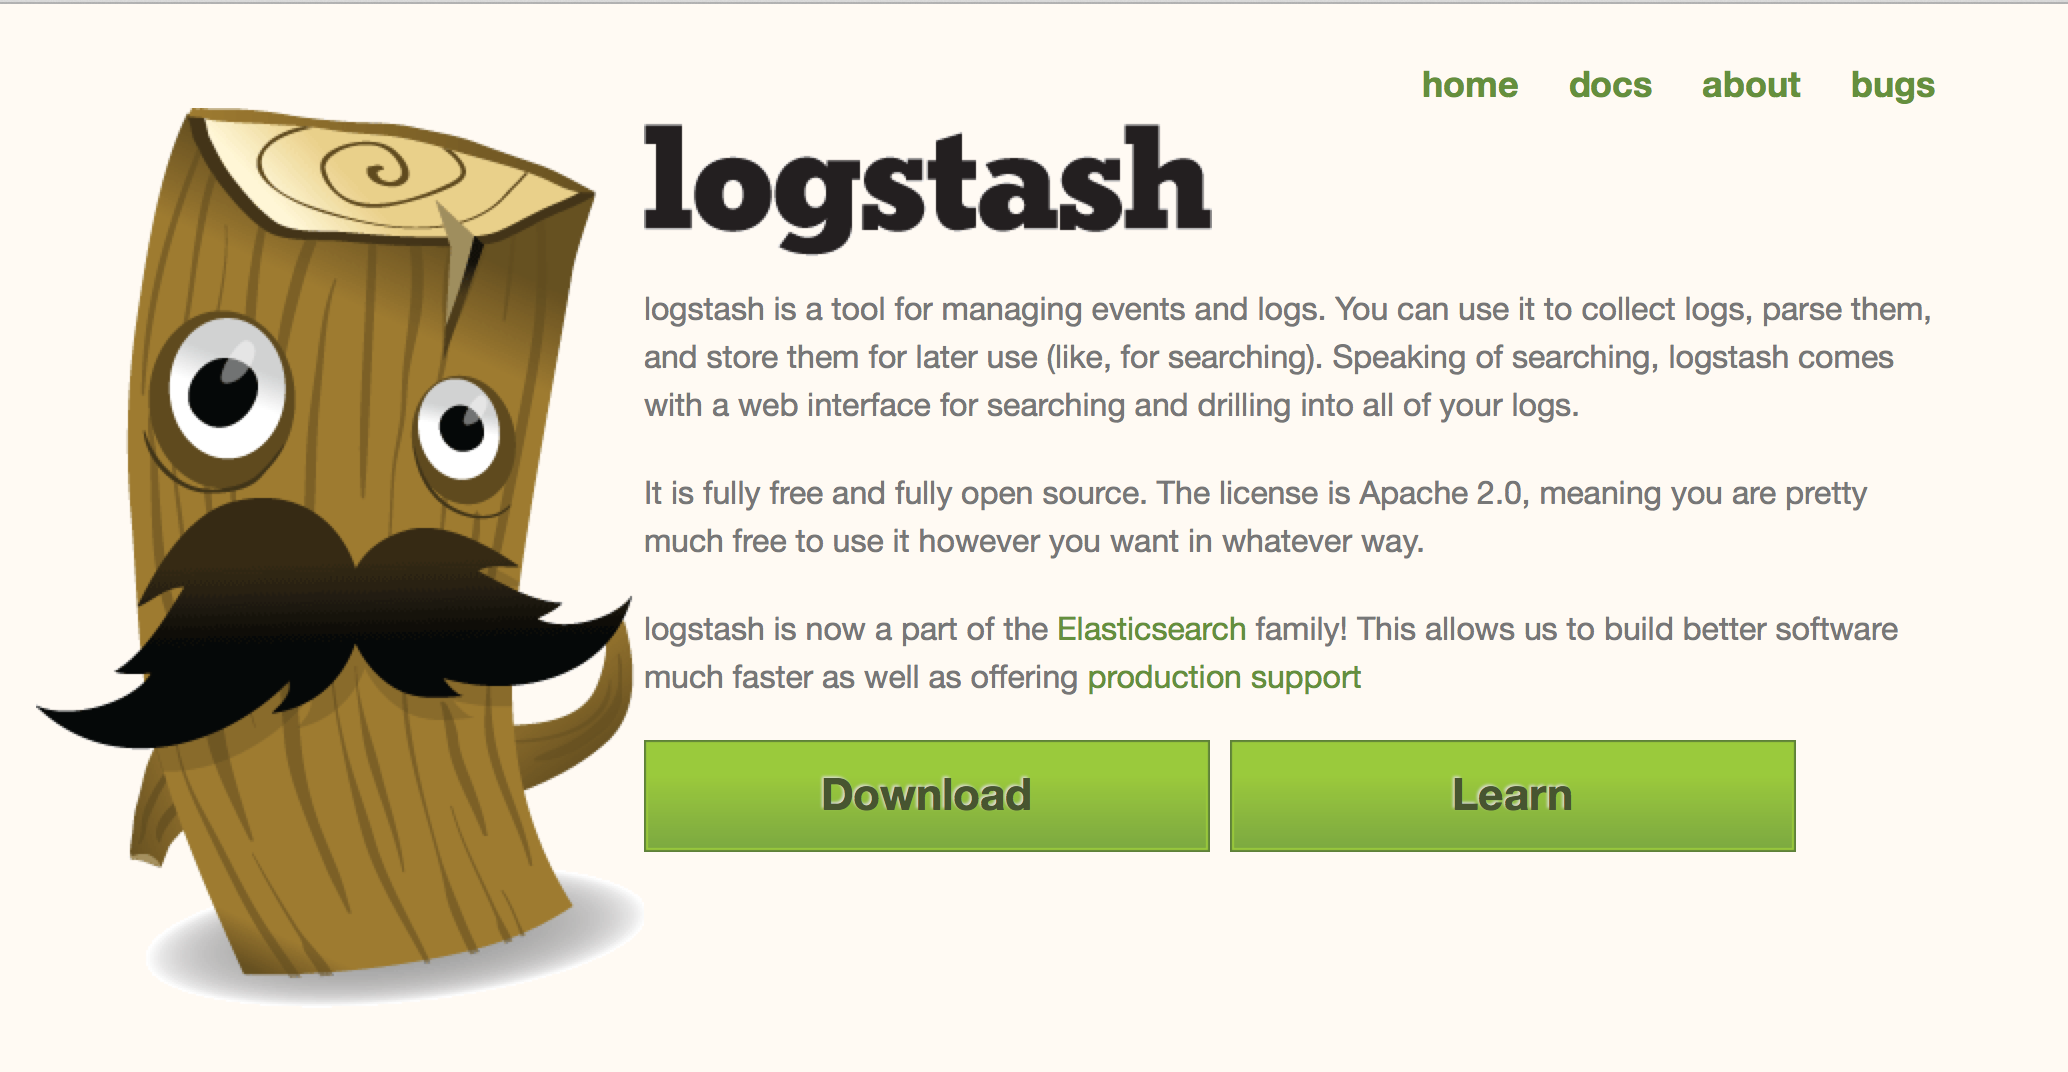 home docs about bugs
logstash
logstash is a tool for managing events and logs. You can use it to collect logs, parse them,
and store them for later use (like, for searching). Speaking of searching, logstash comes
with a web interface for searching and drilling into all of your logs.
It is fully free and fully open source. The license is Apache 2.0, meaning you are pretty
much free to use it however you want in whatever way.
logstash is now a part of the Elasticsearch family! This allows us to build better software
much faster as well as offering production support
Download Learn